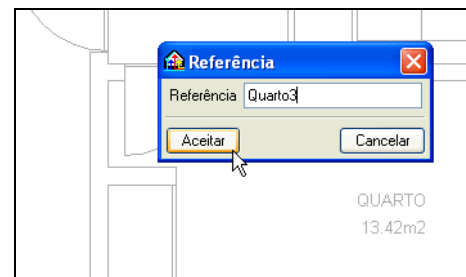 Referência
Referência Quarto3
Aceitar Cancelar
QUARTO
13.42m2